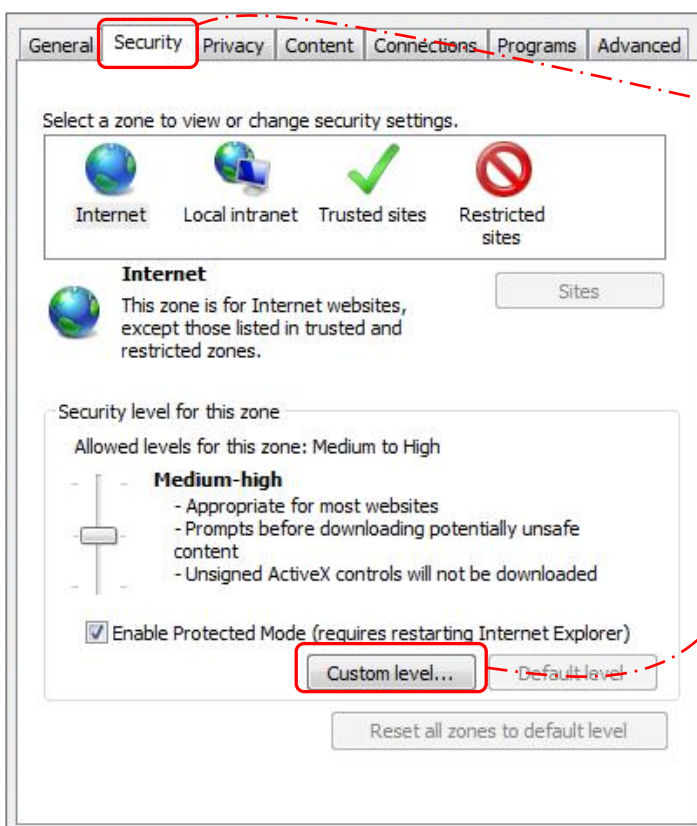 General Security Privacy Content Connections Programs Advanced
Select a zone to view or change security settings.
Internet Local intranet Trusted sites Restricted
sites
Internet
This zone is for Internet websites,
except those listed in trusted and
restricted zones.
Sites
Security level for this zone
Allowed levels for this zone: Medium to High
Medium-high
- Appropriate for most websites
- Prompts before downloading potentially unsafe
content
- Unsigned ActiveX controls will not be downloaded
Enable Protected Mode (requires restarting Internet Explorer)
Custom level... Default level
Reset all zones to default level